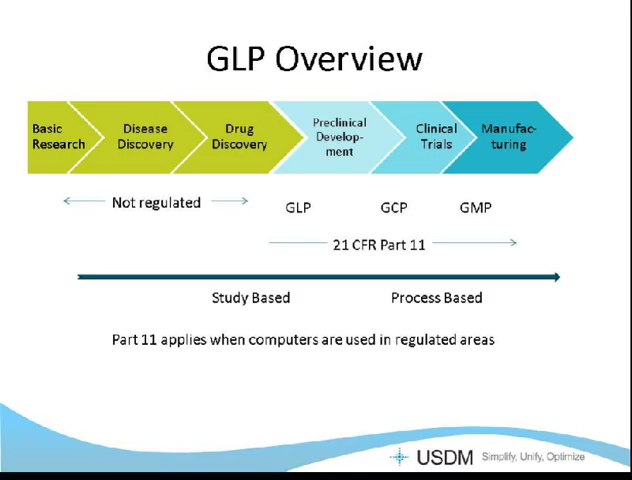 GLP Overview
Basic
Research
Disease
Discovery
Drug
Discovery
Preclinical
Develop-
ment
Clinical
Trials
Manufac-
turing
Not regulated
GLP
GCP
GMP
21 CFR Part 11
Study Based
Process Based
Part 11 applies when computers are used in regulated areas
USDM Simplify, Unify, Optimize